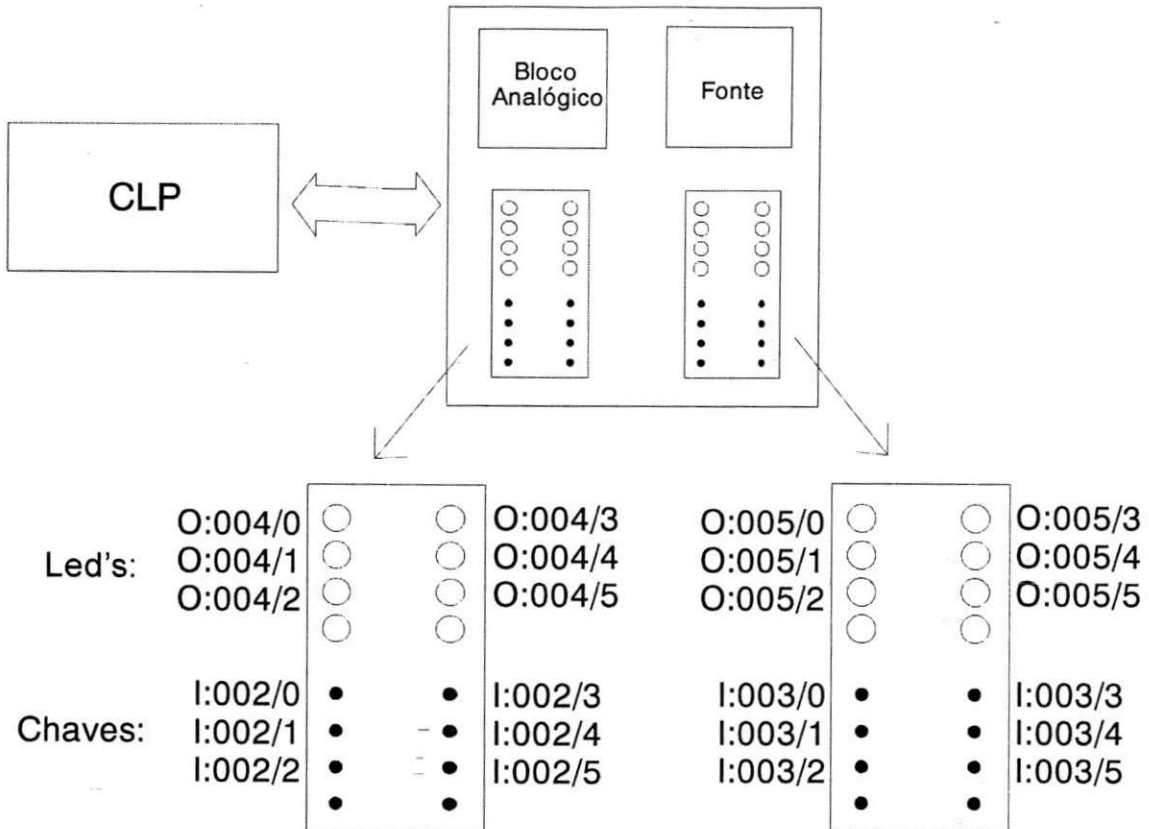 Bloco
Analógico
Fonte
CLP
Led's:
O:004/0
O:004/1
O:004/2
O:004/3
O:004/4
O:004/5
O:005/0
O:005/1
O:005/2
O:005/3
O:005/4
O:005/5
Chaves:
I:002/0
I:002/1
I:002/2
I:002/3
I:002/4
I:002/5
I:003/0
I:003/1
I:003/2
I:003/3
I:003/4
I:003/5